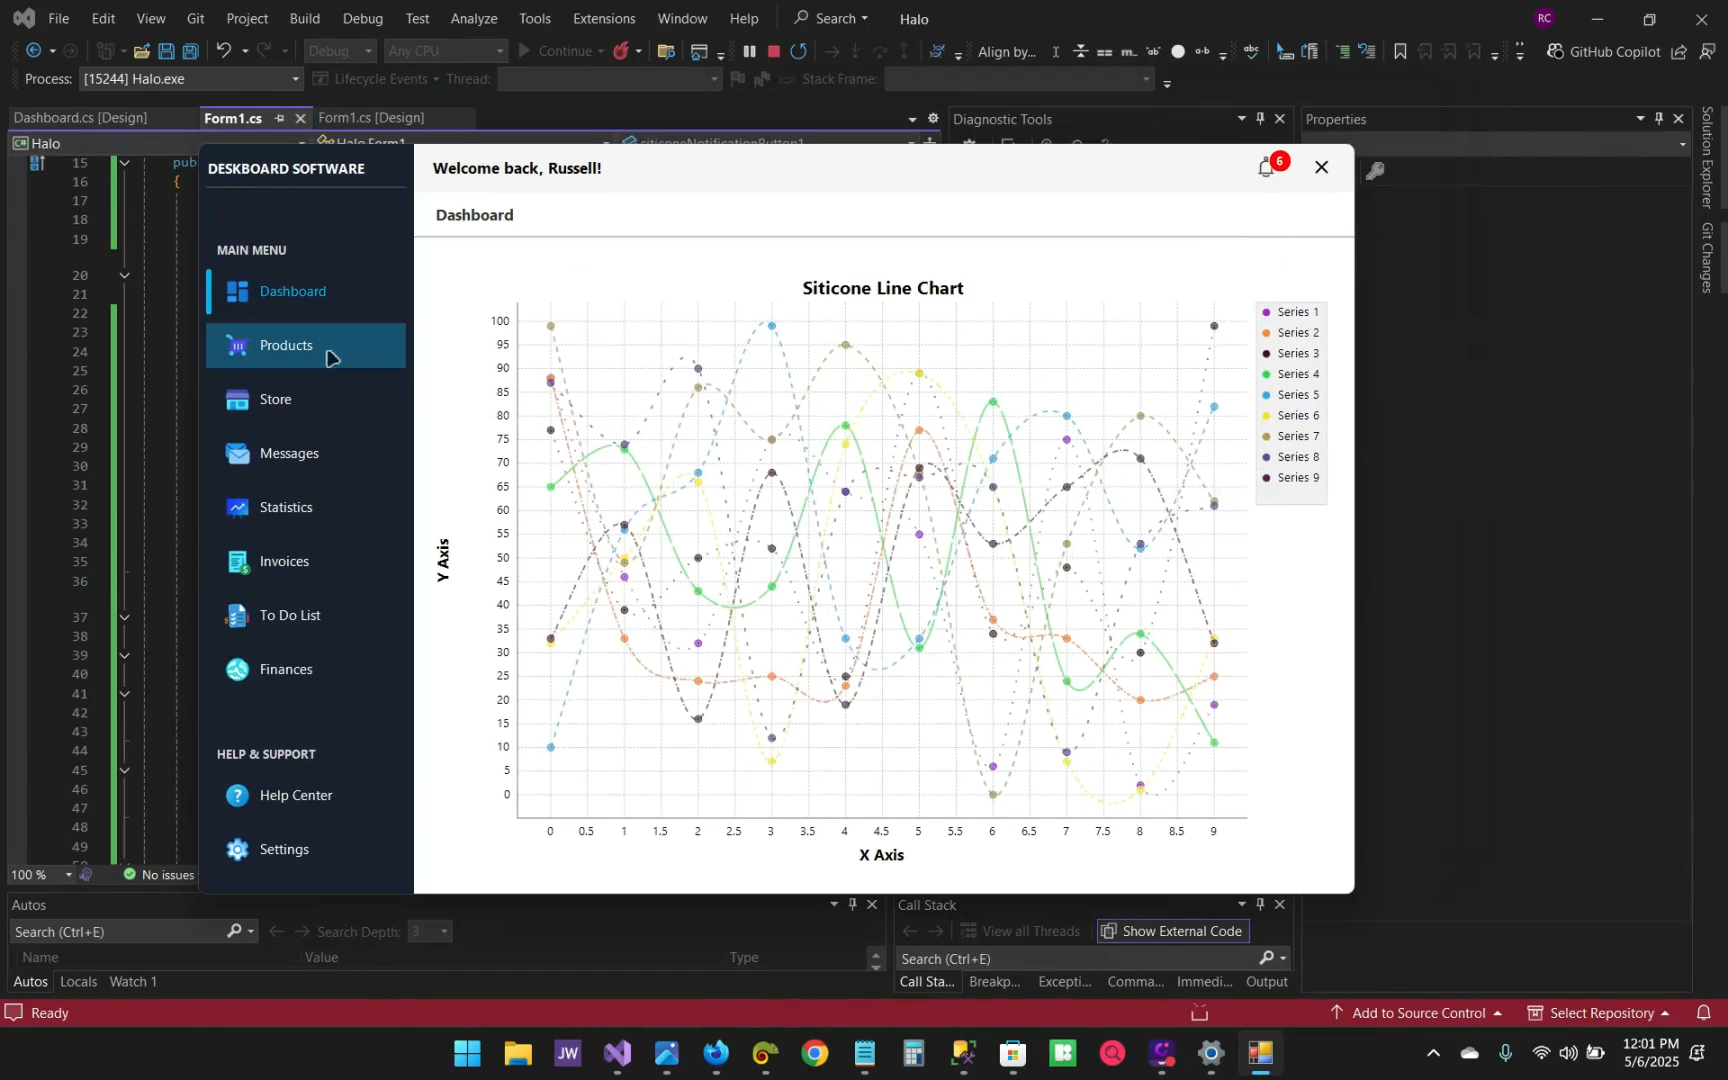 File Edit View Git Project Build Debug Test Analyze Tools Extensions Window Help Search Halo RC
Debug Any CPU Continue Align by... GitHub Copilot
Process: [15244] Halo.exe Lifecycle Events Thread: Stack Frame:
Dashboard.cs [Design] Form1.cs Form1.cs [Design] Diagnostic Tools Properties
Halo Halo.Form1 siticoneNotificationButton1
Solution Explorer
Git Changes
15 pub
16 {
17
18
19
20
21
22
23
24
25
26
27
28
29
30
31
32
33
34
35
36
37
38
39
40
41
42
43
44
45
46
47
48
49
DESKBOARD SOFTWARE
MAIN MENU
Dashboard
Products
Store
Messages
Statistics
Invoices
To Do List
Finances
HELP & SUPPORT
Help Center
Settings
Welcome back, Russell!
6
Dashboard
Siticone Line Chart
100
95
90
85
80
75
70
65
60
55
50
45
40
35
30
25
20
15
10
5
0
Y Axis
0 0.5 1 1.5 2 2.5 3 3.5 4 4.5 5 5.5 6 6.5 7 7.5 8 8.5 9
X Axis
Series 1
Series 2
Series 3
Series 4
Series 5
Series 6
Series 7
Series 8
Series 9
100 % No issues
Autos
Search (Ctrl+E) Search Depth: 3
Name Value Type
Autos Locals Watch 1
Call Stack
View all Threads Show External Code
Search (Ctrl+E)
Call Sta... Breakp... Excepti... Comma... Immedi... Output
Ready Add to Source Control Select Repository
JW
12:01 PM
5/6/2025